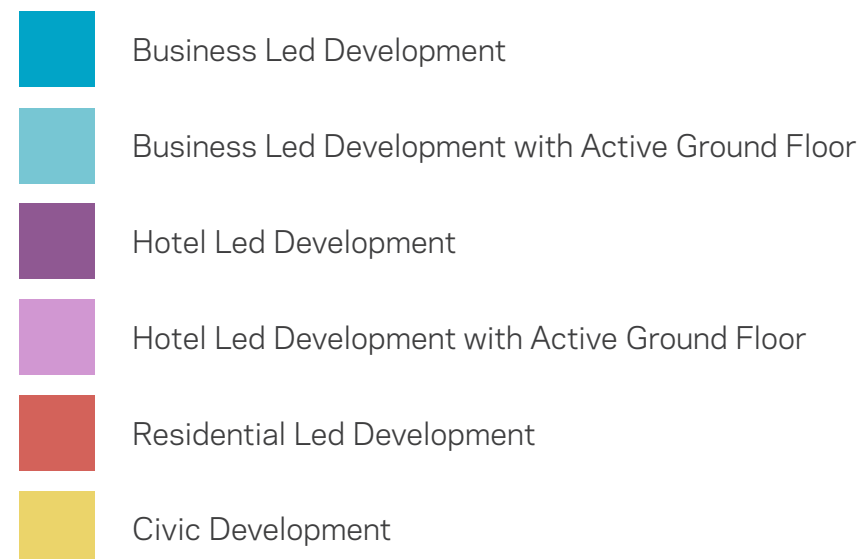 Business Led Development
Business Led Development with Active Ground Floor
Hotel Led Development
Hotel Led Development with Active Ground Floor
Residential Led Development
Civic Development